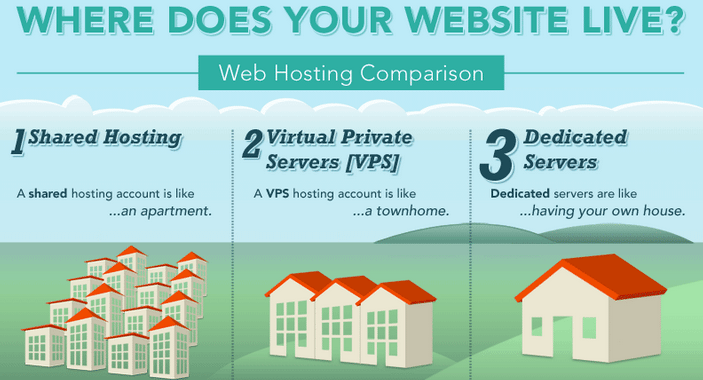 WHERE DOES YOUR WEBSITE LIVE?
Web Hosting Comparison
1 Shared Hosting
A shared hosting account is like
...an apartment.
2 Virtual Private
Servers [VPS]
A VPS hosting account is like
...a townhome.
3 Dedicated
Servers
Dedicated servers are like
...having your own house.